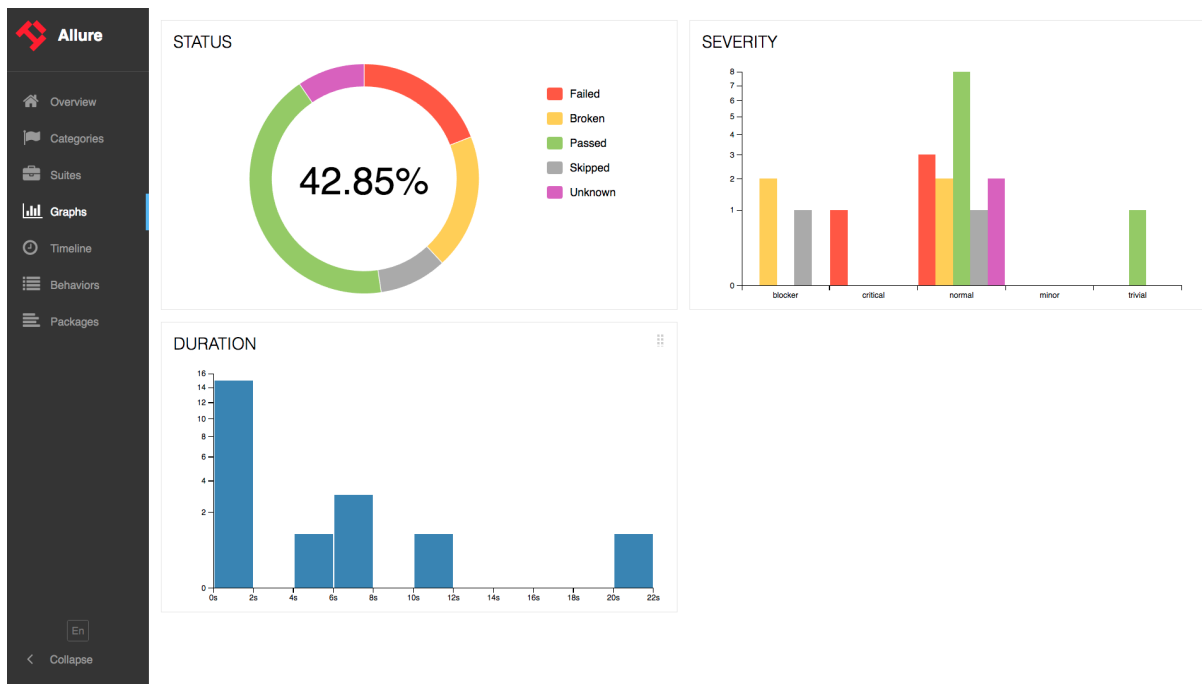 Allure
Overview
Categories
Suites
Graphs
Timeline
Behaviors
Packages
En
Collapse
STATUS
42.85%
Failed
Broken
Passed
Skipped
Unknown
SEVERITY
8
7
6
5
4
3
2
1
0
blocker critical normal minor trivial
DURATION
16
14
12
10
8
6
4
2
0
0s 2s 4s 6s 8s 10s 12s 14s 16s 18s 20s 22s